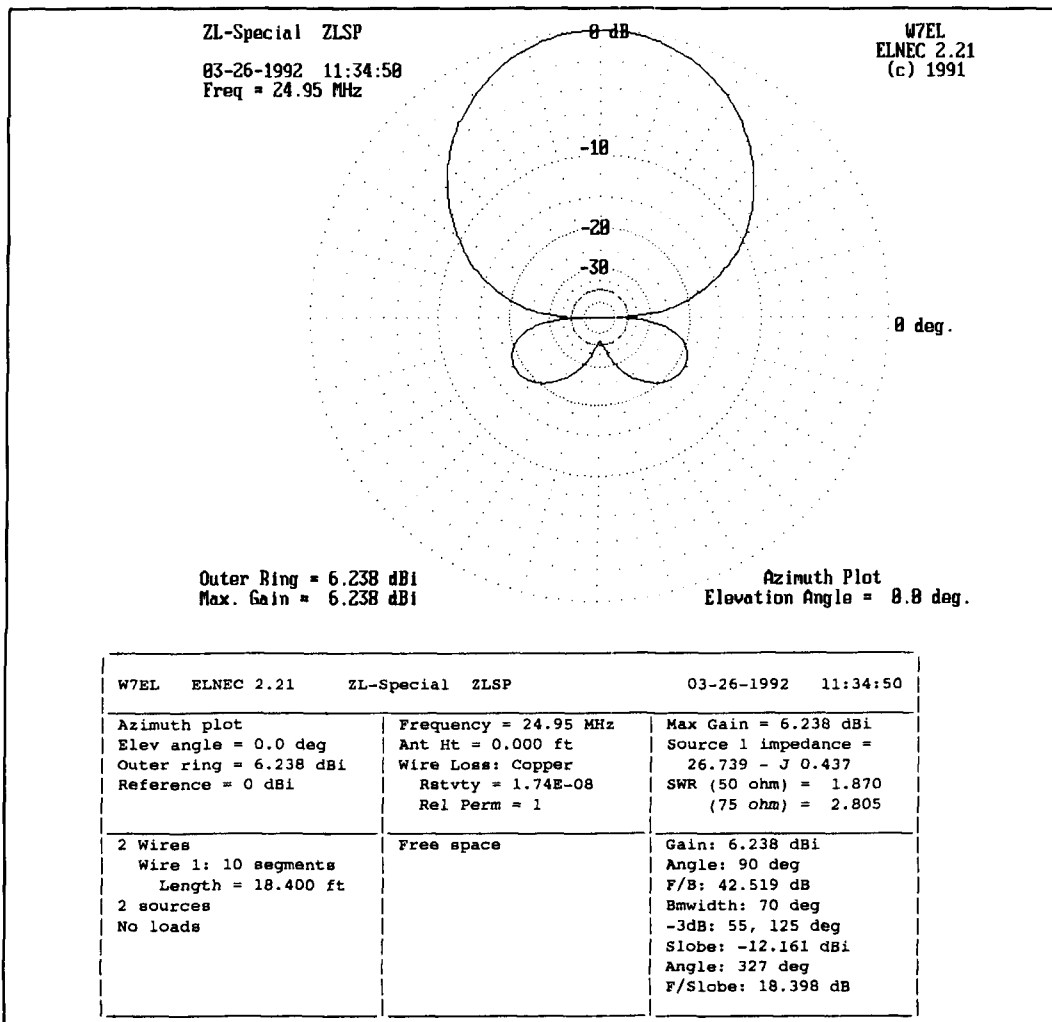 ZL-Special ZLSP
03-26-1992 11:34:50
Freq = 24.95 MHz
0 dB
W7EL
ELNEC 2.21
(c) 1991
-10
-20
-30
0 deg.
Outer Ring = 6.238 dBi
Max. Gain = 6.238 dBi
Azimuth Plot
Elevation Angle = 0.0 deg.
W7EL ELNEC 2.21 ZL-Special ZLSP 03-26-1992 11:34:50
Azimuth plot
Elev angle = 0.0 deg
Outer ring = 6.238 dBi
Reference = 0 dBi
Frequency = 24.95 MHz
Ant Ht = 0.000 ft
Wire Loss: Copper
Rstvty = 1.74E-08
Rel Perm = 1
Max Gain = 6.238 dBi
Source 1 impedance =
26.739 - J 0.437
SWR (50 ohm) = 1.870
(75 ohm) = 2.805
2 Wires
Wire 1: 10 segments
Length = 18.400 ft
2 sources
No loads
Free space
Gain: 6.238 dBi
Angle: 90 deg
F/B: 42.519 dB
Bmwidth: 70 deg
-3dB: 55, 125 deg
Slobe: -12.161 dBi
Angle: 327 deg
F/Slobe: 18.398 dB